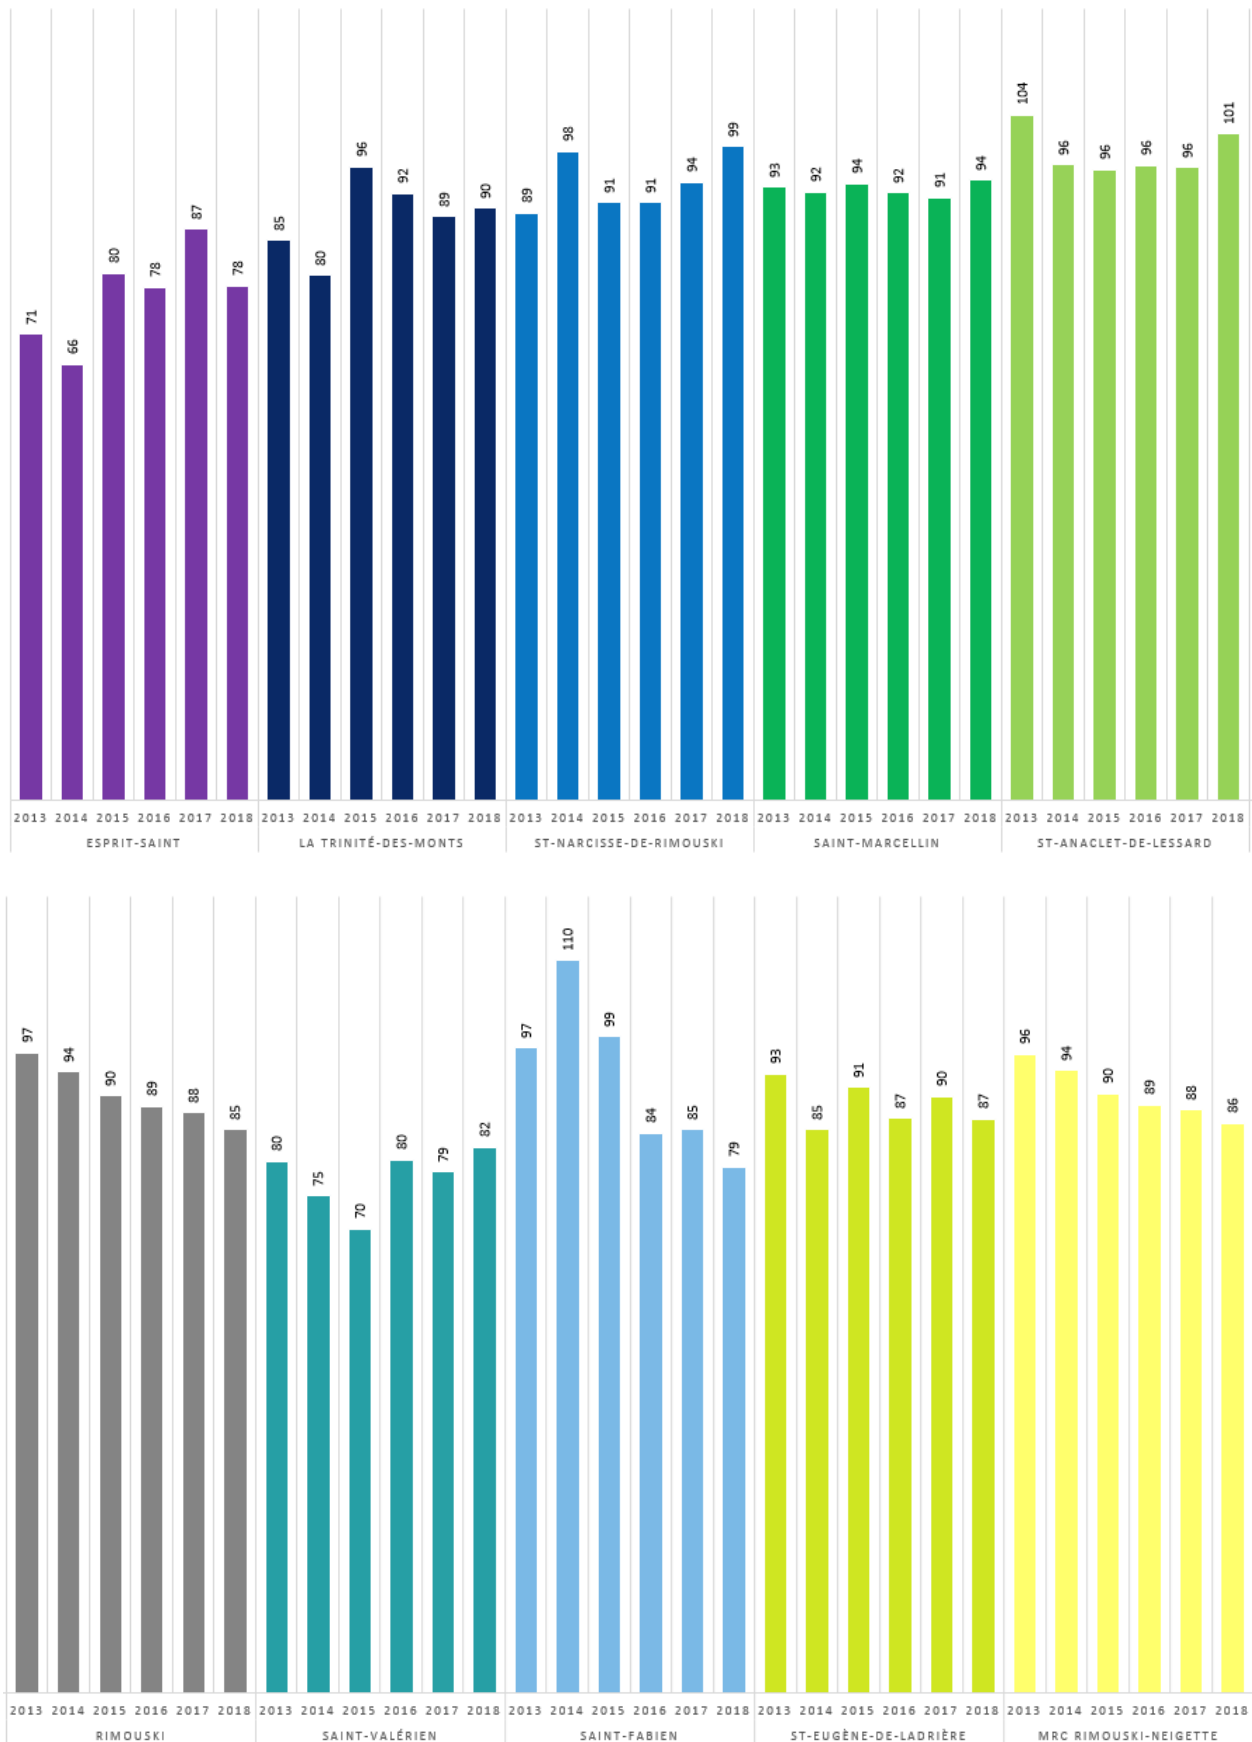 71 66 80 78 87 78 85 80 96 92 89 90 89 98 91 91 94 99 93 92 94 92 91 94 104 96 96 96 96 101
2013 2014 2015 2016 2017 2018 2013 2014 2015 2016 2017 2018 2013 2014 2015 2016 2017 2018 2013 2014 2015 2016 2017 2018 2013 2014 2015 2016 2017 2018
ESPRIT-SAINT LA TRINITÉ-DES-MONTS ST-NARCISSE-DE-RIMOUSKI SAINT-MARCELLIN ST-ANACLET-DE-LESSARD
97 94 90 89 88 85 80 75 70 80 79 82 97 110 99 84 85 79 93 85 91 87 90 87 96 94 90 89 88 86
2013 2014 2015 2016 2017 2018 2013 2014 2015 2016 2017 2018 2013 2014 2015 2016 2017 2018 2013 2014 2015 2016 2017 2018 2013 2014 2015 2016 2017 2018
RIMOUSKI SAINT-VALÉRIEN SAINT-FABIEN ST-EUGÈNE-DE-LADRIÈRE MRC RIMOUSKI-NEIGETTE